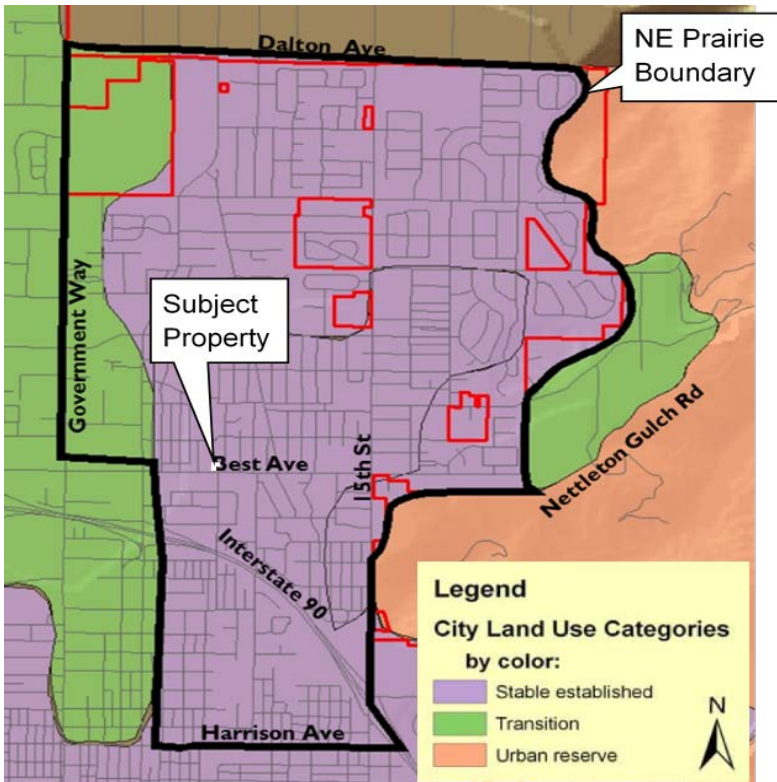 Dalton Ave
NE Prairie
Boundary
Government Way
Subject
Property
Best Ave
15th St
Nettleton Gulch Rd
Interstate 90
Harrison Ave
Legend
City Land Use Categories
by color:
Stable established
Transition
Urban reserve
N